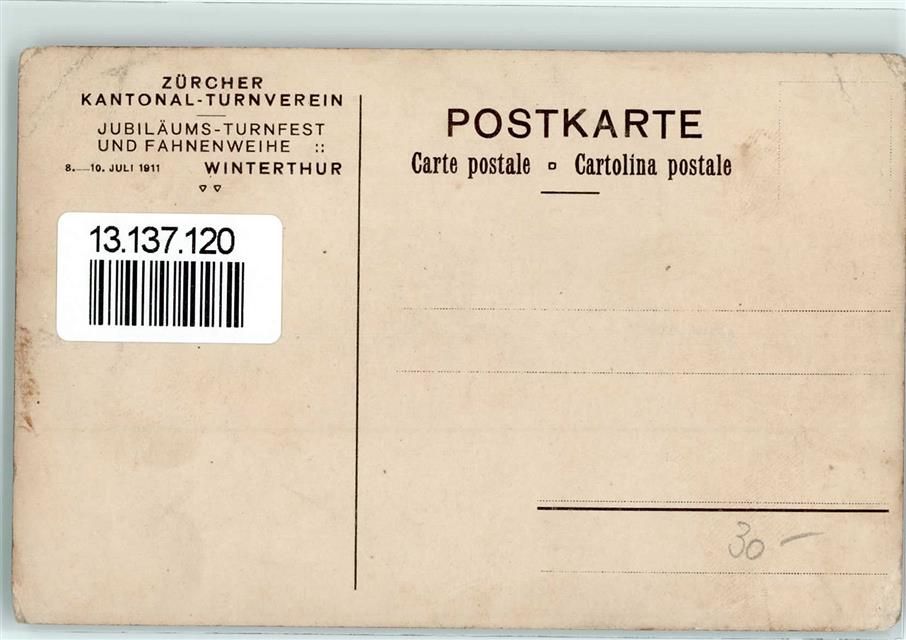 ZÜRCHER
KANTONAL-TURNVEREIN
JUBILÄUMS-TURNFEST
UND FAHNENWEIHE ::
8.—10. JULI 1911 WINTERTHUR
13.137.120
POSTKARTE
Carte postale ▫ Cartolina postale
30 –